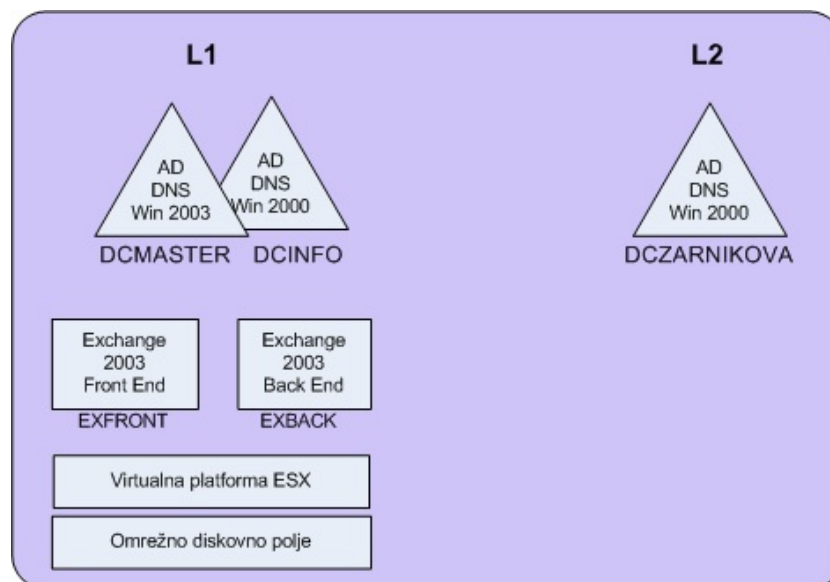 L1
L2
AD
DNS
Win 2003
AD
DNS
Win 2000
AD
DNS
Win 2000
DCMASTER
DCINFO
DCZARNIKOVA
Exchange
2003
Front End
Exchange
2003
Back End
EXFRONT
EXBACK
Virtualna platforma ESX
Omrežno diskovno polje